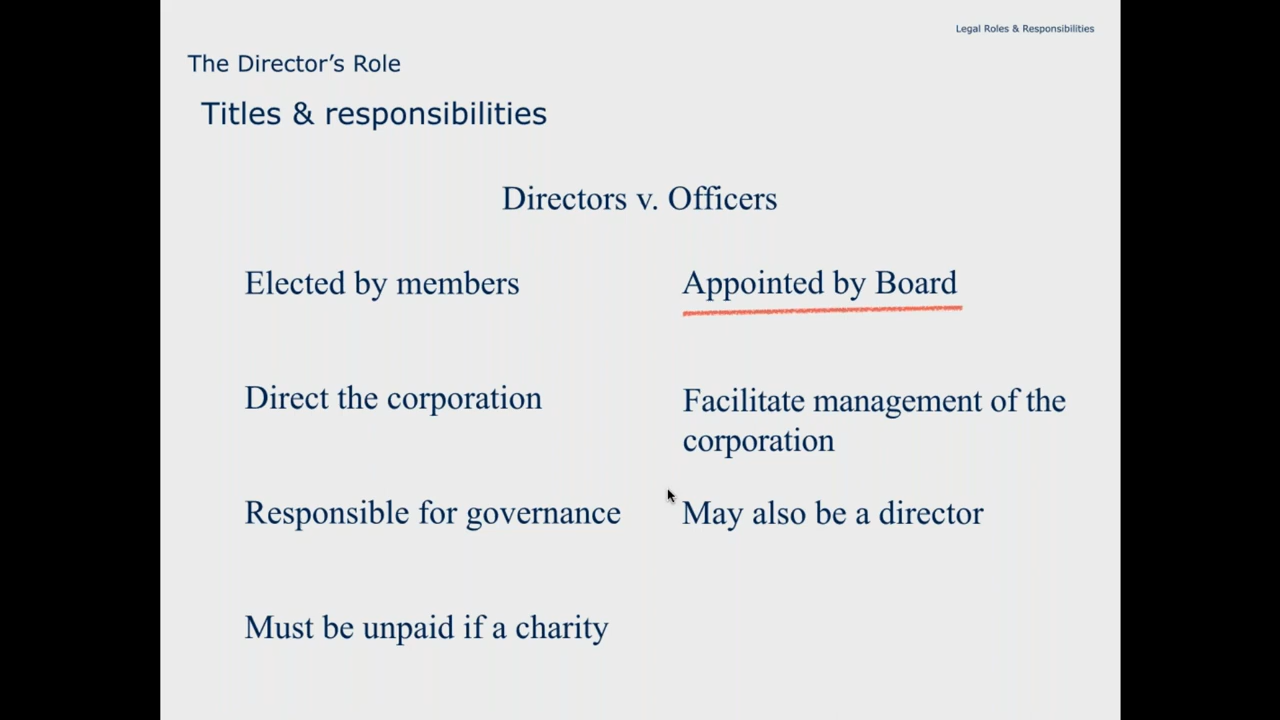 Legal Roles & Responsibilities
The Director’s Role
Titles & responsibilities
Directors v. Officers
Elected by members
Appointed by Board
Direct the corporation
Facilitate management of the
corporation
Responsible for governance
May also be a director
Must be unpaid if a charity